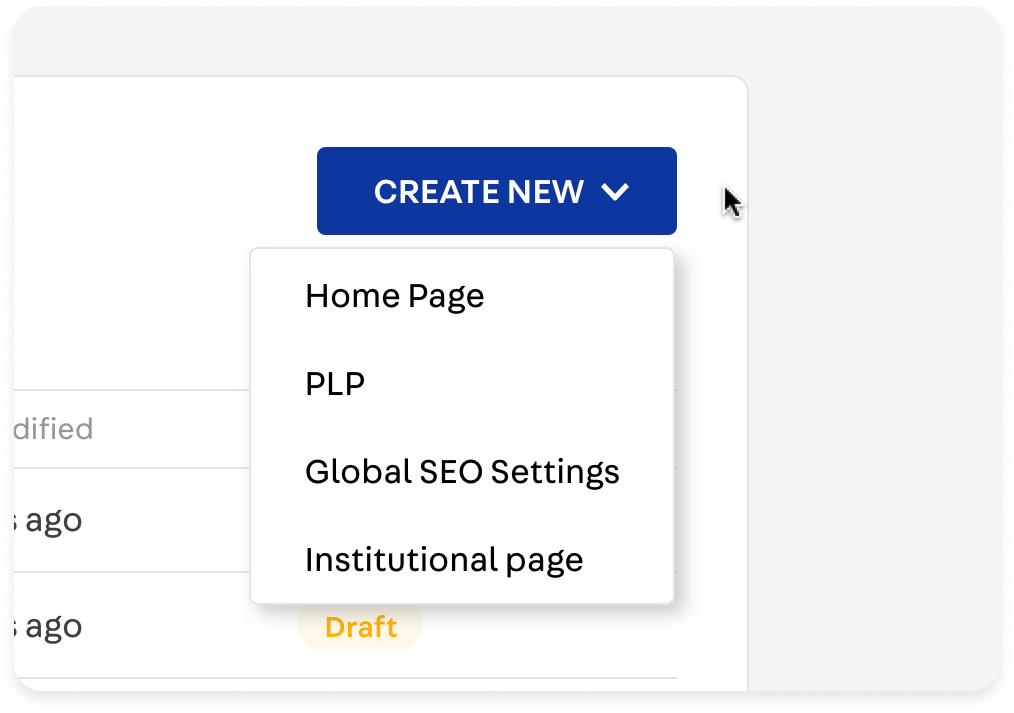 CREATE NEW
Home Page
PLP
Global SEO Settings
Institutional page
dified
ago
ago
Draft